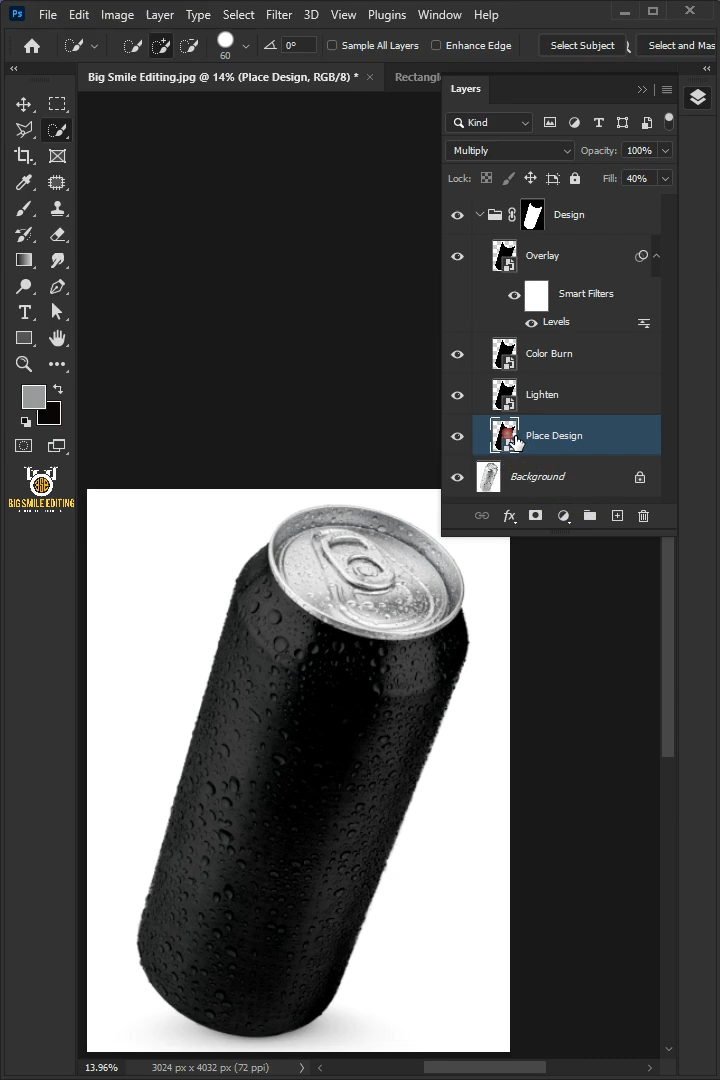 Ps File Edit Image Layer Type Select Filter 3D View Plugins Window Help
60 0° Sample All Layers Enhance Edge Select Subject Select and Mas
Big Smile Editing.jpg @ 14% (Place Design, RGB/8) * × Rectangl
Layers
Kind
Multiply Opacity: 100%
Lock: Fill: 40%
Design
Overlay
Smart Filters
Levels
Color Burn
Lighten
Place Design
Background
BIG SMILE EDITING
fx
13.96% 3024 px x 4032 px (72 ppi)